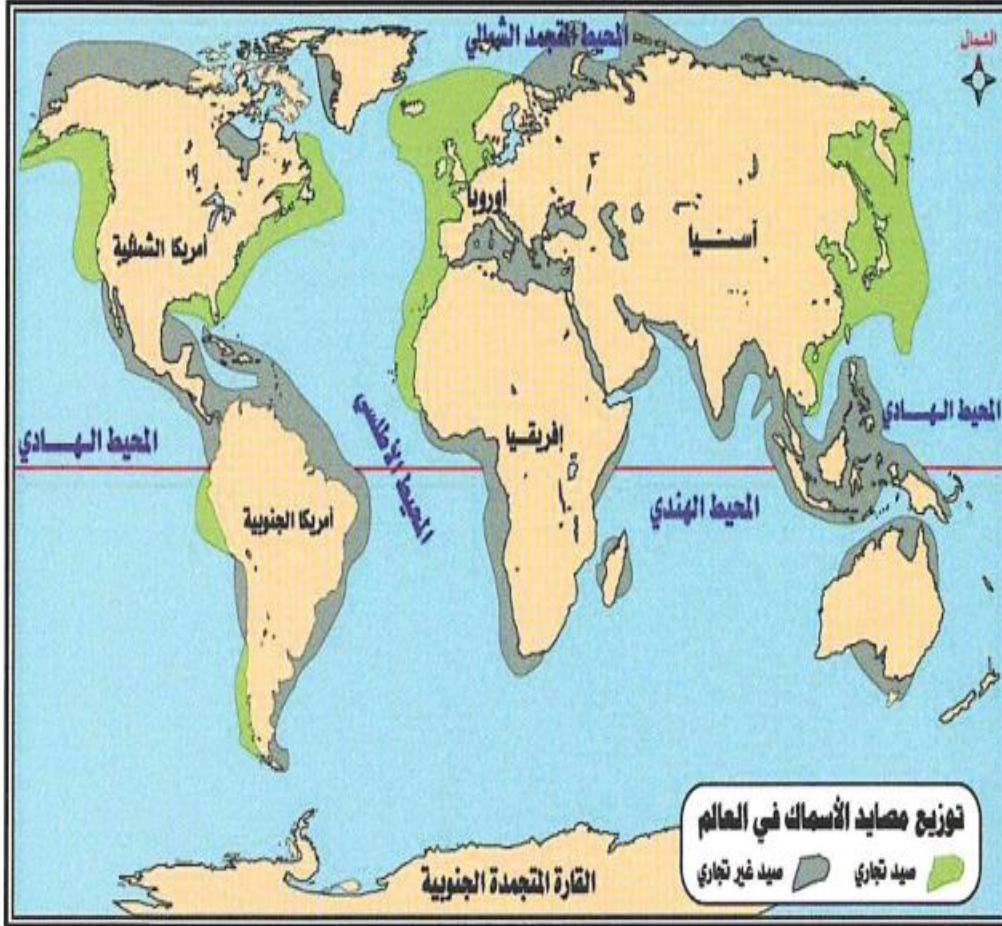 المحيط المتجمد الشمالي
الشمال
أوروبا
آسيا
أمريكا الشمالية
المحيط الهادي
المحيط الأطلسي
إفريقيا
المحيط الهادي
أمريكا الجنوبية
المحيط الهندي
توزيع مصايد الأسماك في العالم
صيد تجاري
صيد غير تجاري
القارة المتجمدة الجنوبية